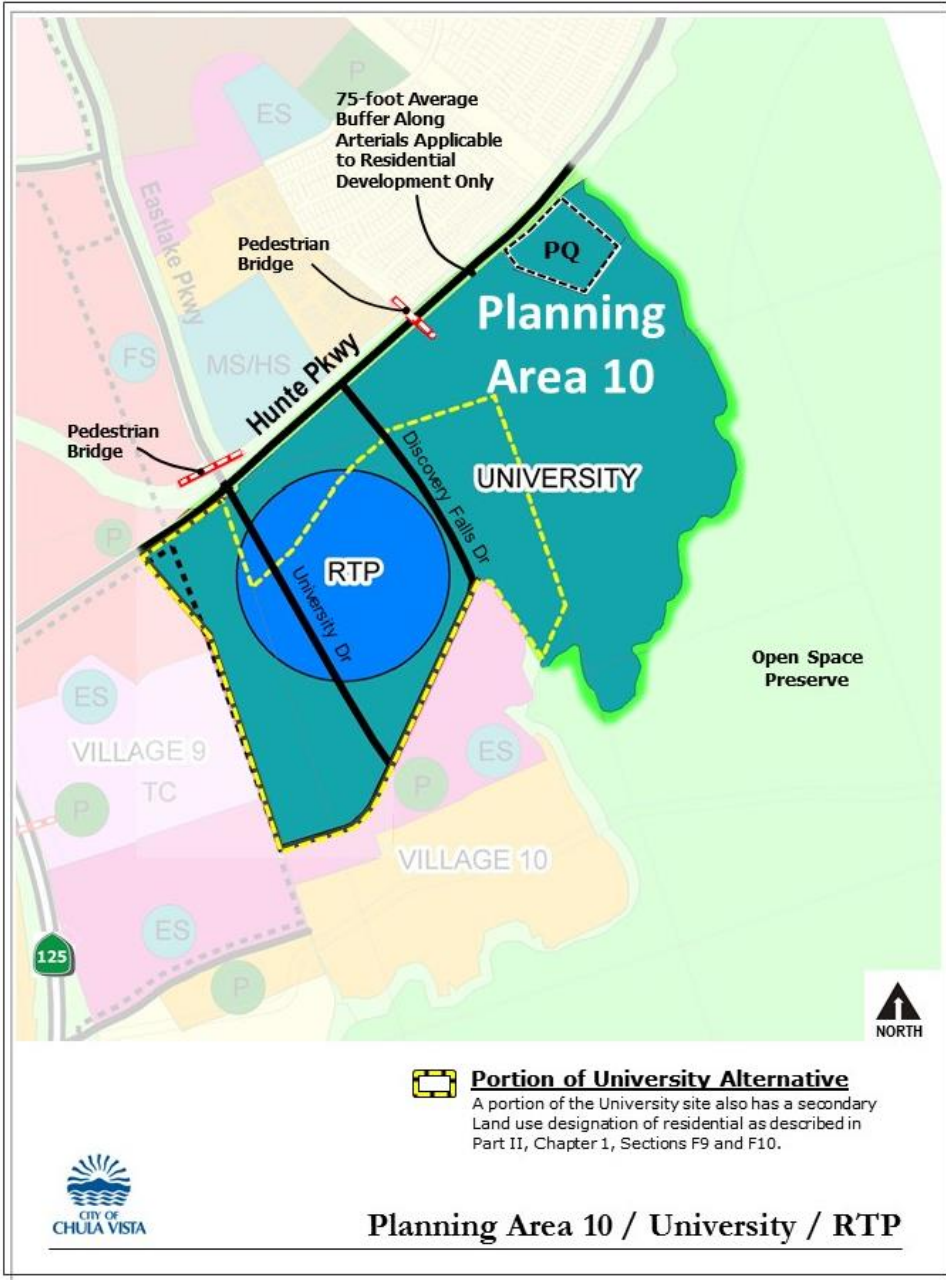 P
ES
75-foot Average
Buffer Along
Arterials Applicable
to Residential
Development Only
Eastlake Pkwy
Pedestrian
Bridge
PQ
Planning
Area 10
FS
MS/HS
Hunte Pkwy
Pedestrian
Bridge
Discovery Falls Dr
UNIVERSITY
P
RTP
University Dr
Open Space
Preserve
ES
VILLAGE 9
TC
ES
P
P
VILLAGE 10
ES
125
P
NORTH
Portion of University Alternative
A portion of the University site also has a secondary
Land use designation of residential as described in
Part II, Chapter 1, Sections F9 and F10.
CITY OF
CHULA VISTA
Planning Area 10 / University / RTP